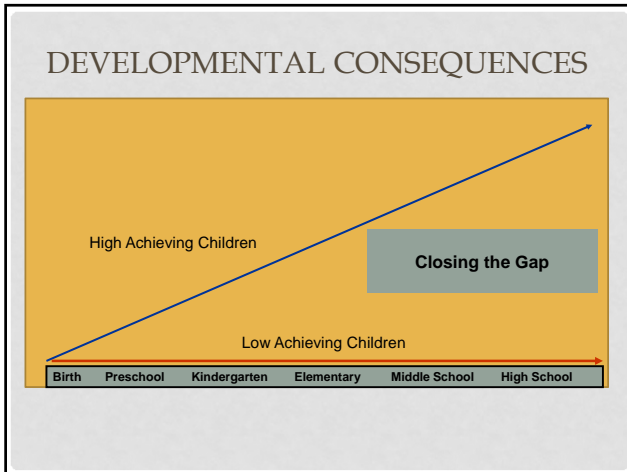 DEVELOPMENTAL CONSEQUENCES
High Achieving Children
Closing the Gap
Low Achieving Children
Birth Preschool Kindergarten Elementary Middle School High School